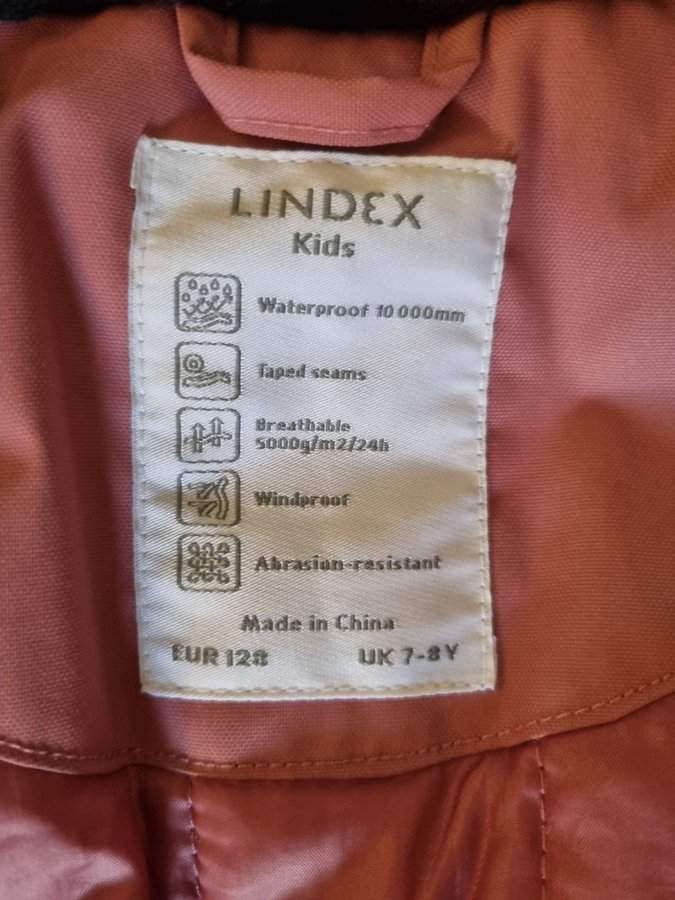 LINDEX
Kids
Waterproof 10 000mm
Taped seams
Breathable
5000g/m2/24h
Windproof
Abrasion-resistant
Made in China
EUR 128 UK 7-8 Y